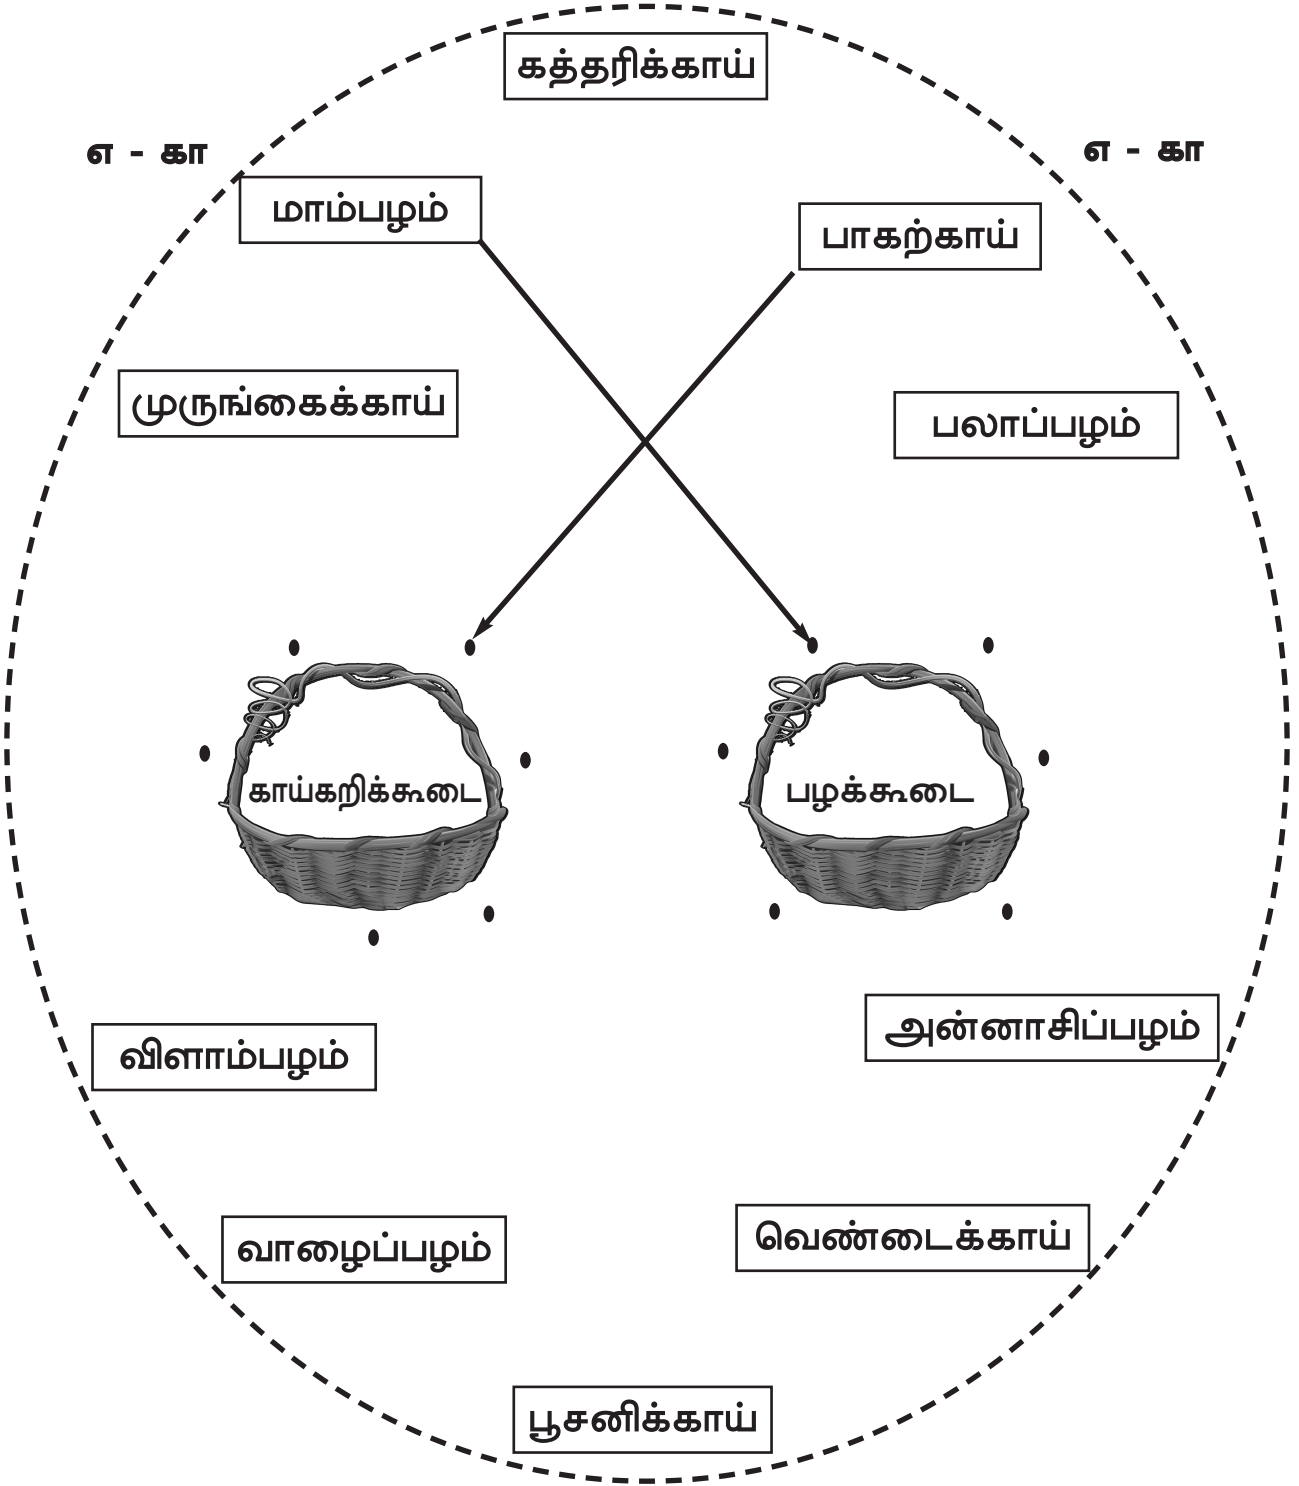 கத்தரிக்காய்
எ - கா
எ - கா
மாம்பழம்
பாகற்காய்
முருங்கைக்காய்
பலாப்பழம்
காய்கறிக்கூடை
பழக்கூடை
விளாம்பழம்
அன்னாசிப்பழம்
வாழைப்பழம்
வெண்டைக்காய்
பூசனிக்காய்